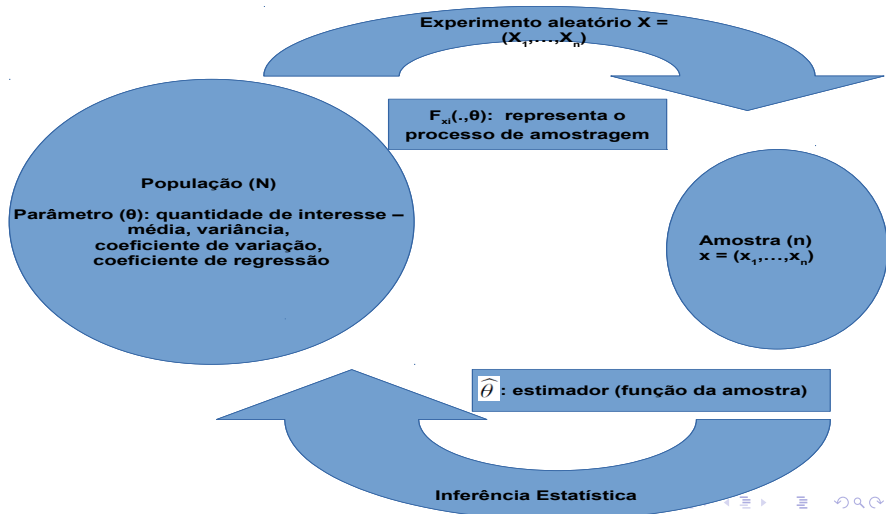 Experimento aleatório X =
(X₁,...,Xₙ)
Fₓᵢ(.,θ): representa o
processo de amostragem
População (N)
Parâmetro (θ): quantidade de interesse –
média, variância,
coeficiente de variação,
coeficiente de regressão
Amostra (n)
x = (x₁,...,xₙ)
θ̂ : estimador (função da amostra)
Inferência Estatística